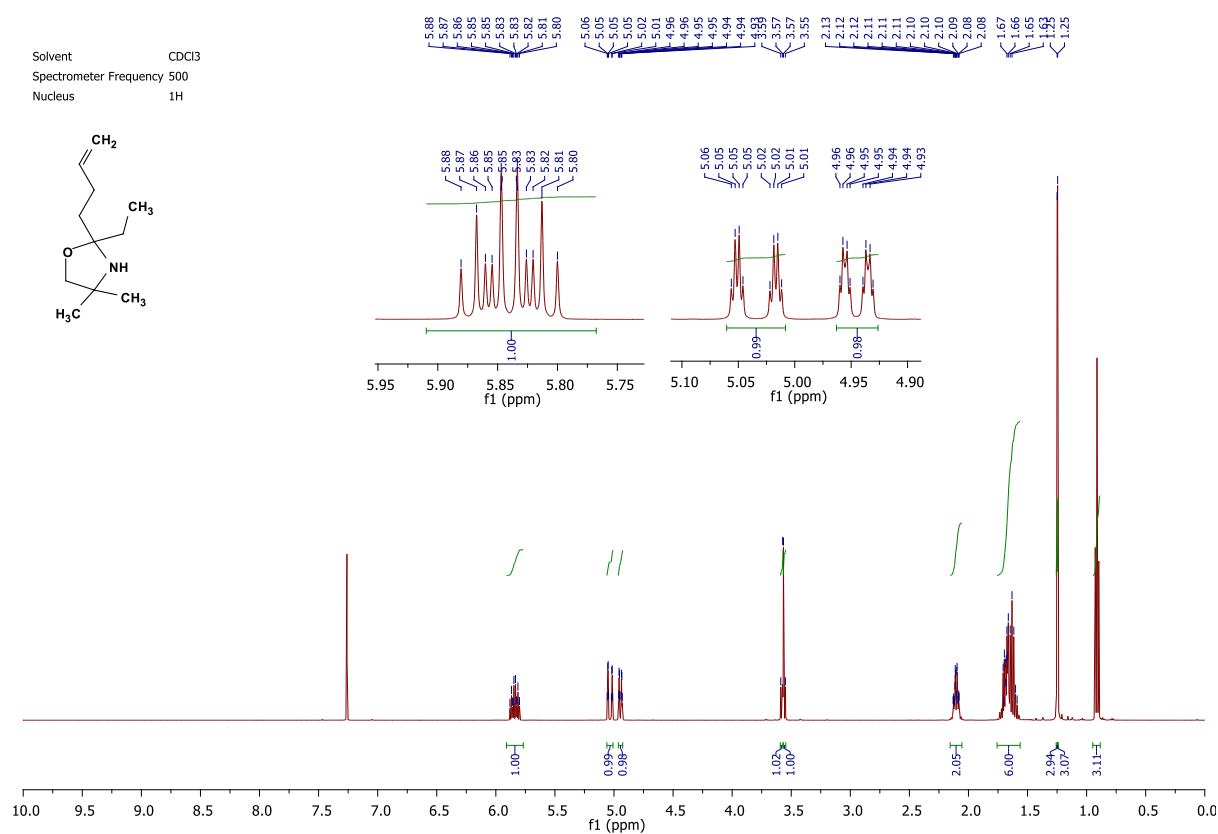 5.88 5.87 5.86 5.85 5.85 5.83 5.83 5.82 5.81 5.80 5.06 5.05 5.05 5.05 5.02 5.01 4.96 4.96 4.95 4.95 4.94 4.94 4.93 3.59 3.57 3.57 3.55 2.13 2.12 2.12 2.11 2.11 2.11 2.10 2.10 2.10 2.09 2.08 2.08 1.67 1.66 1.65 1.63 1.25 1.25
Solvent CDCl3
Spectrometer Frequency 500
Nucleus 1H
CH2
CH3
O
NH
CH3
H3C
5.88 5.87 5.86 5.85 5.85 5.83 5.83 5.82 5.81 5.80
1.00
5.95 5.90 5.85 5.80 5.75
f1 (ppm)
5.06 5.05 5.05 5.05 5.02 5.02 5.01 5.01 4.96 4.96 4.95 4.95 4.94 4.94 4.93
0.99 0.98
5.10 5.05 5.00 4.95 4.90
f1 (ppm)
1.00 0.99 0.98 1.02 1.00 2.05 6.00 2.94 3.07 3.11
10.0 9.5 9.0 8.5 8.0 7.5 7.0 6.5 6.0 5.5 5.0 4.5 4.0 3.5 3.0 2.5 2.0 1.5 1.0 0.5 0.0
f1 (ppm)